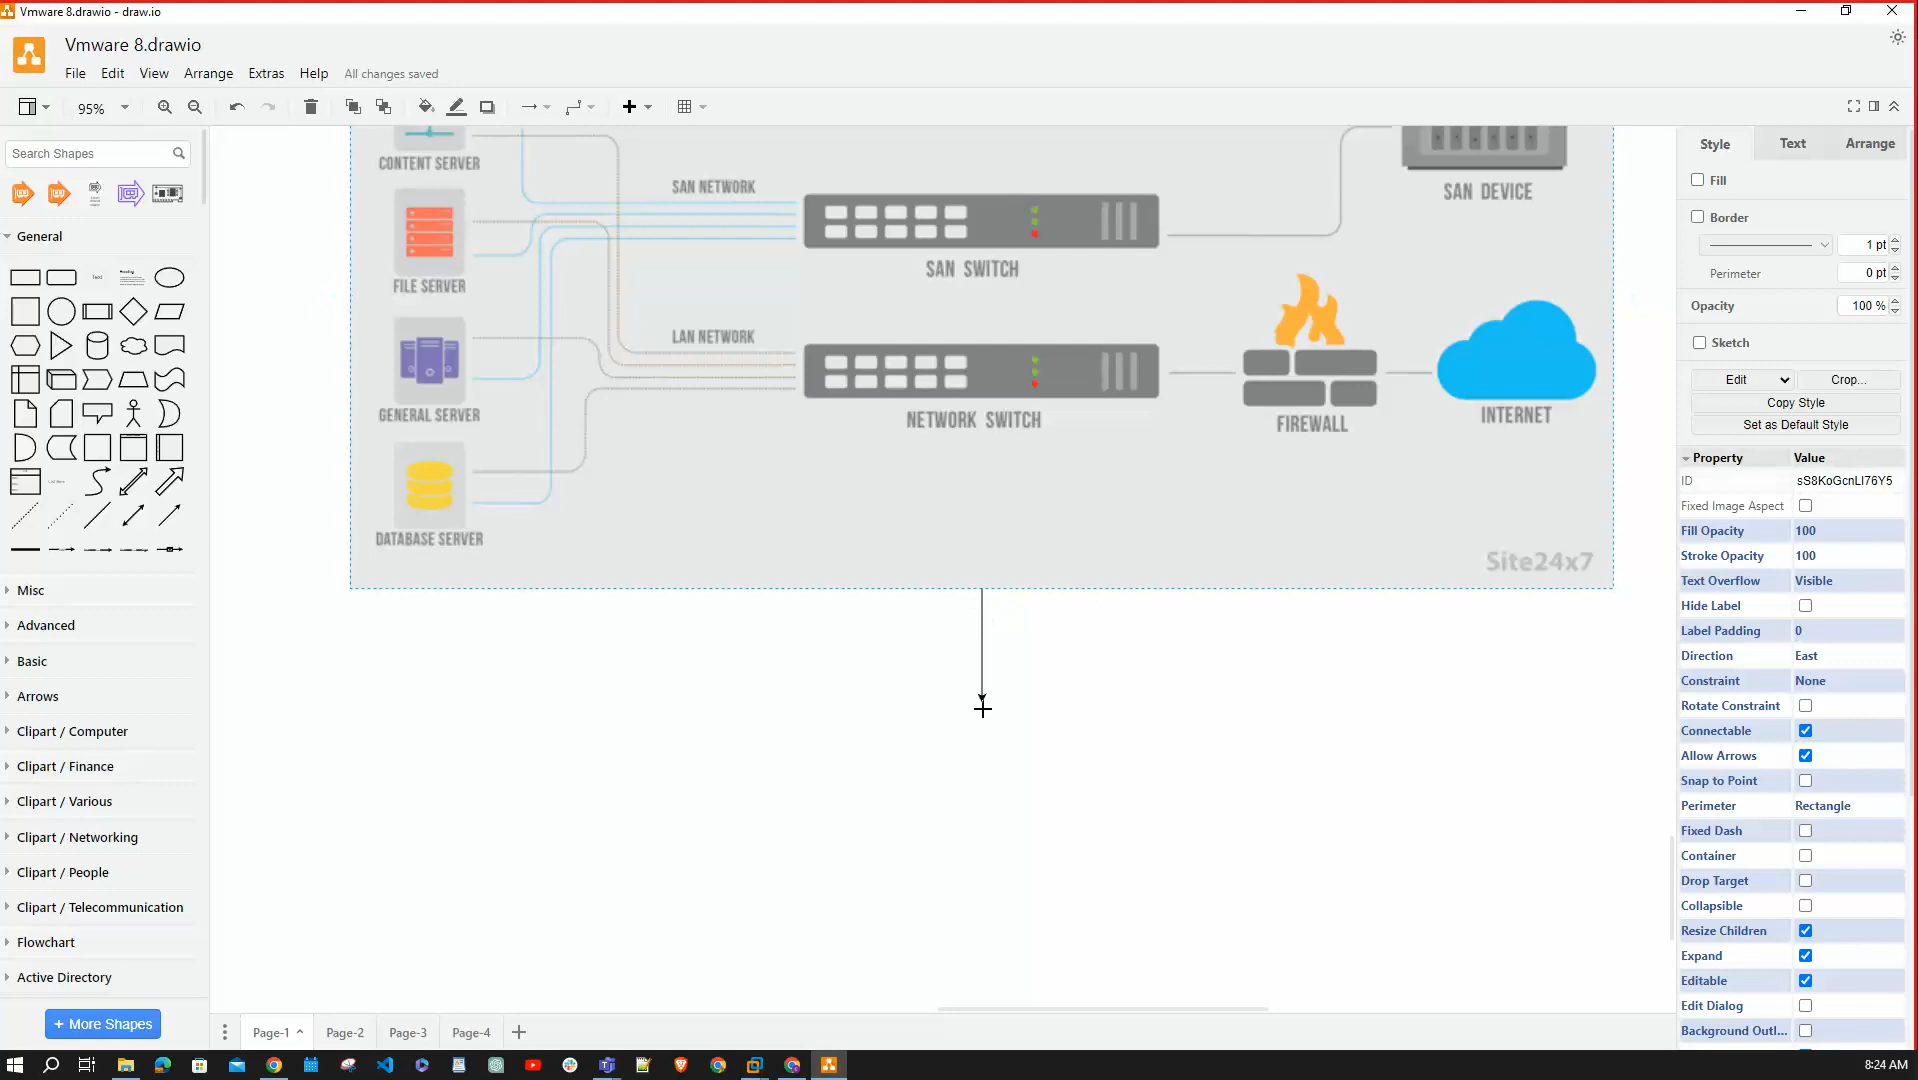 Vmware 8.drawio - draw.io
Vmware 8.drawio
File Edit View Arrange Extras Help All changes saved
95%
Search Shapes
General
Text
Heading
List Item
Misc
Advanced
Basic
Arrows
Clipart / Computer
Clipart / Finance
Clipart / Various
Clipart / Networking
Clipart / People
Clipart / Telecommunication
Flowchart
Active Directory
+ More Shapes
CONTENT SERVER
FILE SERVER
GENERAL SERVER
DATABASE SERVER
SAN NETWORK
LAN NETWORK
SAN SWITCH
NETWORK SWITCH
SAN DEVICE
FIREWALL
INTERNET
Site24x7
Style Text Arrange
Fill
Border
1 pt
Perimeter 0 pt
Opacity 100 %
Sketch
Edit Crop...
Copy Style
Set as Default Style
Property Value
ID sS8KoGcnLl76Y5
Fixed Image Aspect
Fill Opacity 100
Stroke Opacity 100
Text Overflow Visible
Hide Label
Label Padding 0
Direction East
Constraint None
Rotate Constraint
Connectable
Allow Arrows
Snap to Point
Perimeter Rectangle
Fixed Dash
Container
Drop Target
Collapsible
Resize Children
Expand
Editable
Edit Dialog
Background Outl...
Page-1 Page-2 Page-3 Page-4
8:24 AM